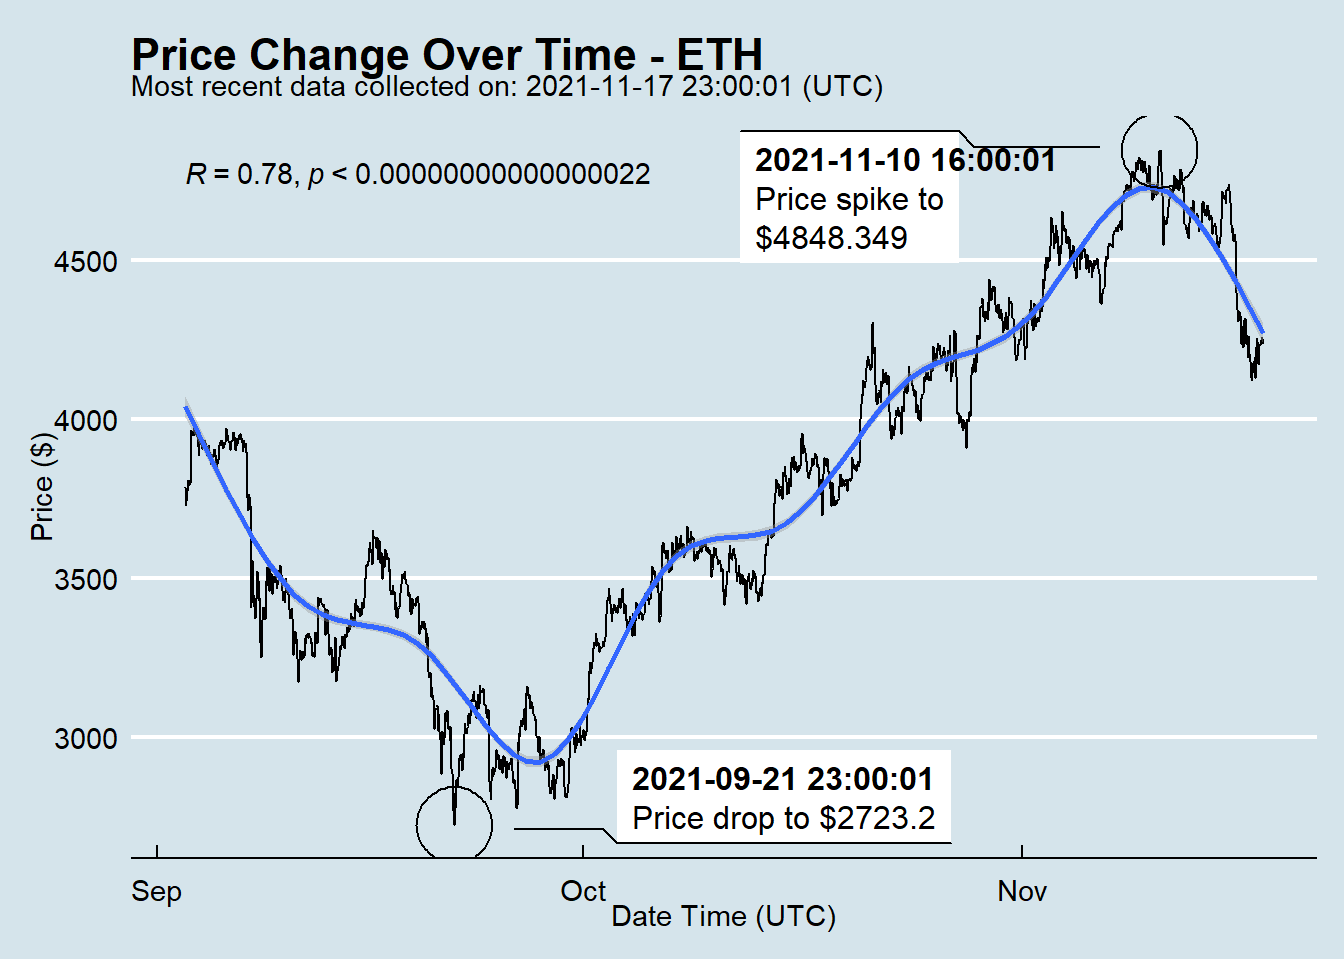 Price Change Over Time - ETH
Most recent data collected on: 2021-11-17 23:00:01 (UTC)
R = 0.78, p < 0.00000000000000022
2021-11-10 16:00:01
Price spike to
$4848.349
4500
4000
3500
3000
Price ($)
2021-09-21 23:00:01
Price drop to $2723.2
Sep
Oct
Nov
Date Time (UTC)